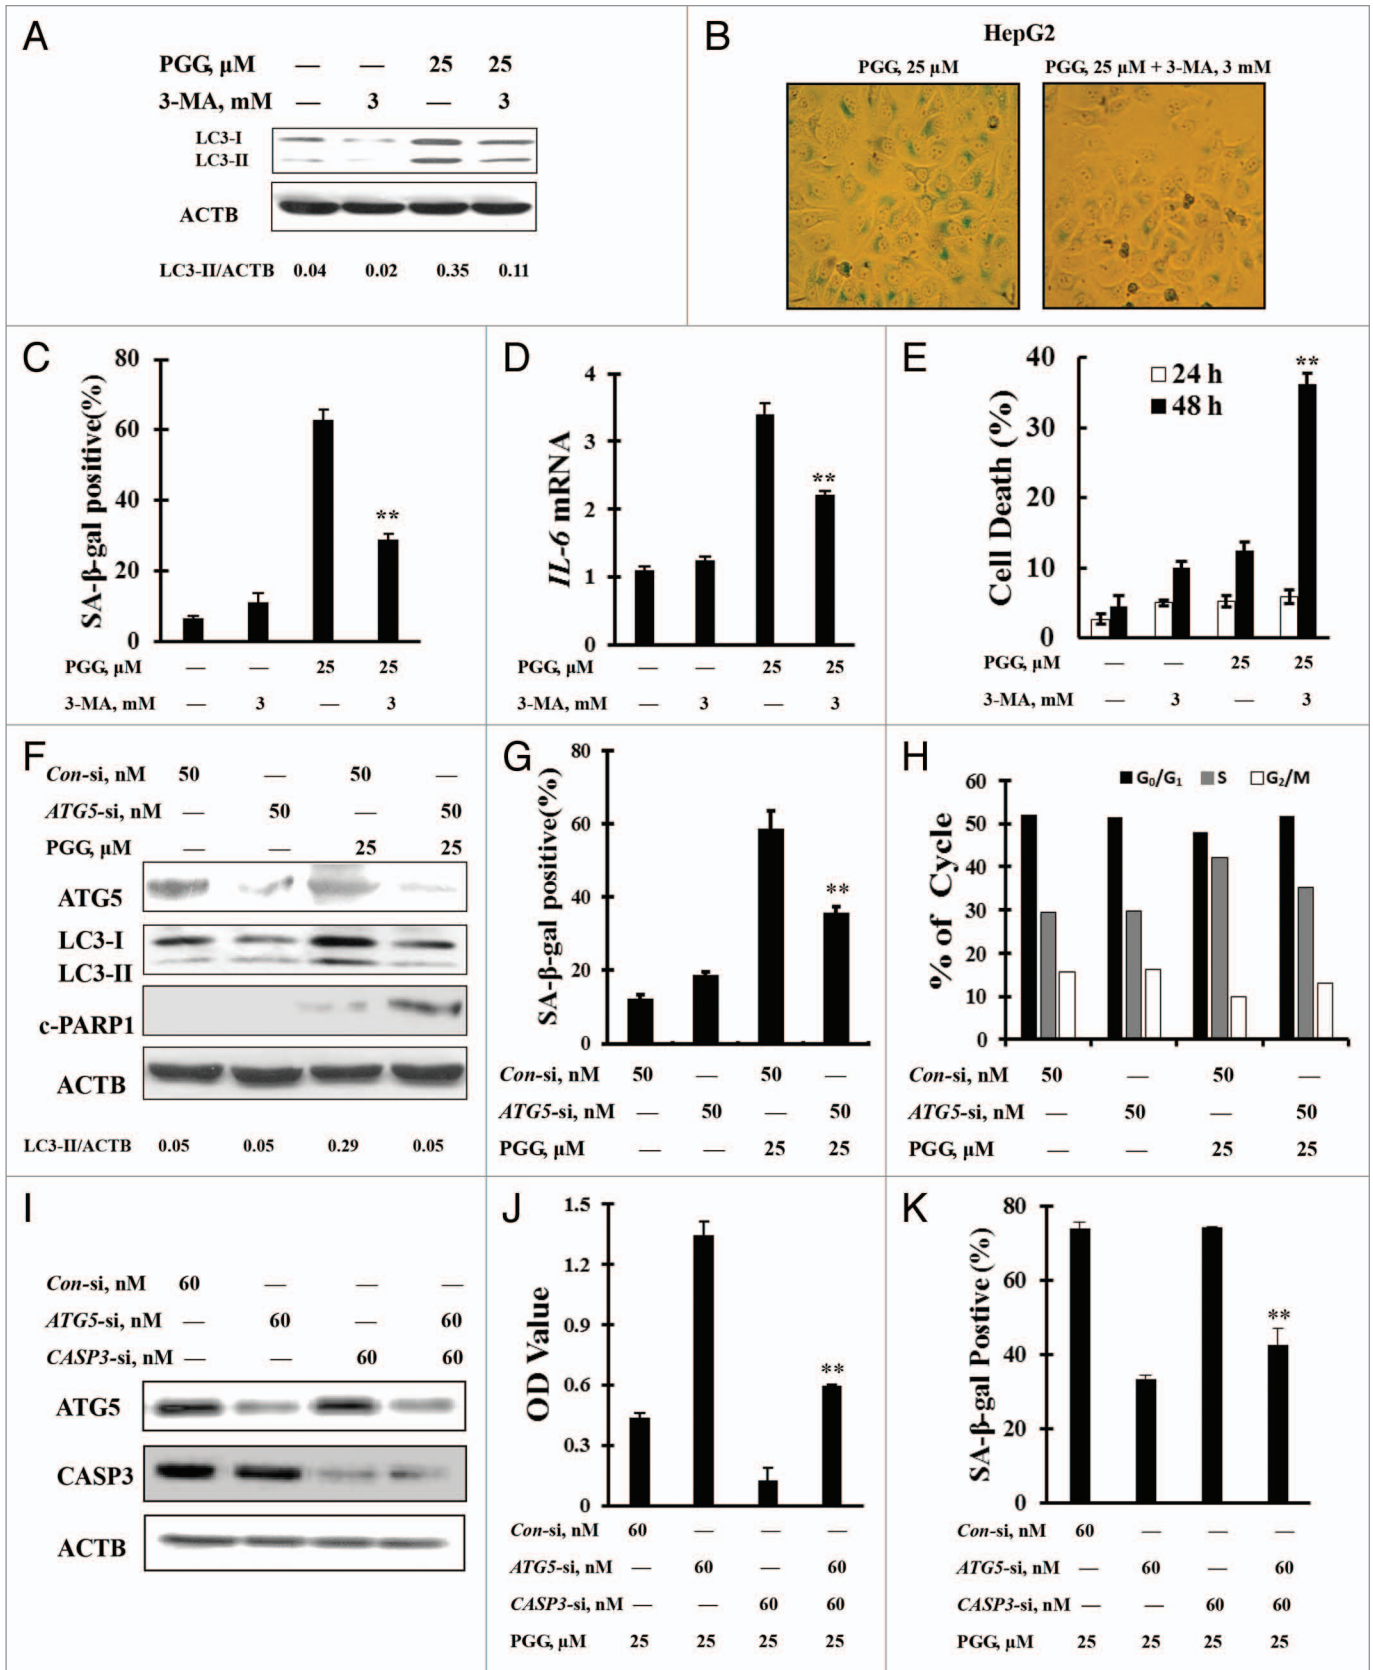 A
PGG, µM — — 25 25
3-MA, mM — 3 — 3
LC3-I
LC3-II
ACTB
LC3-II/ACTB 0.04 0.02 0.35 0.11
B
HepG2
PGG, 25 µM PGG, 25 µM + 3-MA, 3 mM
C
SA-β-gal positive(%)
80
60
40
20
0
**
PGG, µM — — 25 25
3-MA, mM — 3 — 3
D
IL-6 mRNA
4
3
2
1
0
**
PGG, µM — — 25 25
3-MA, mM — 3 — 3
E
Cell Death (%)
40
30
20
10
0
24 h
48 h
**
PGG, µM — — 25 25
3-MA, mM — 3 — 3
F
Con-si, nM 50 — 50 —
ATG5-si, nM — 50 — 50
PGG, µM — — 25 25
ATG5
LC3-I
LC3-II
c-PARP1
ACTB
LC3-II/ACTB 0.05 0.05 0.29 0.05
G
SA-β-gal positive(%)
80
60
40
20
0
**
Con-si, nM 50 — 50 —
ATG5-si, nM — 50 — 50
PGG, µM — — 25 25
H
% of Cycle
60
50
40
30
20
10
0
G0/G1 S G2/M
Con-si, nM 50 — 50 —
ATG5-si, nM — 50 — 50
PGG, µM — — 25 25
I
Con-si, nM 60 — — —
ATG5-si, nM — 60 — 60
CASP3-si, nM — — 60 60
ATG5
CASP3
ACTB
J
OD Value
1.5
1.2
0.9
0.6
0.3
0
**
Con-si, nM 60 — — —
ATG5-si, nM — 60 — 60
CASP3-si, nM — — 60 60
PGG, µM 25 25 25 25
K
SA-β-gal Postive (%)
80
60
40
20
0
**
Con-si, nM 60 — — —
ATG5-si, nM — 60 — 60
CASP3-si, nM — — 60 60
PGG, µM 25 25 25 25